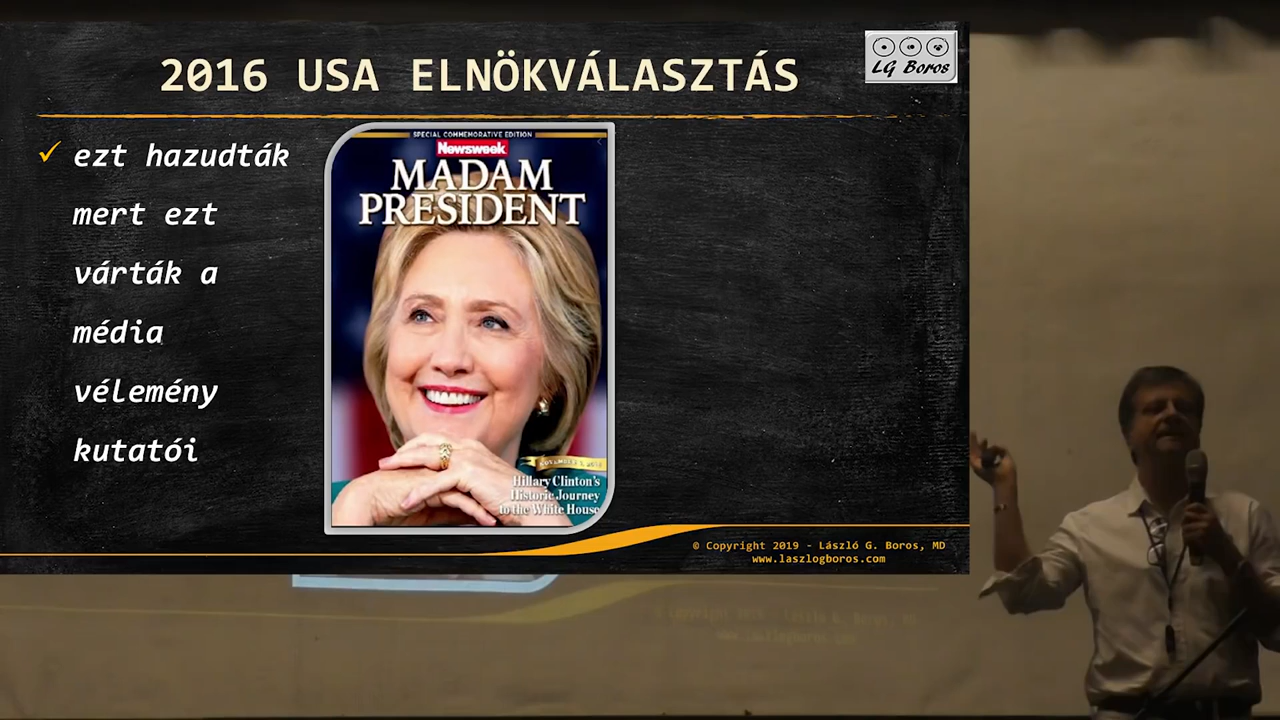 2016 USA ELNÖKVÁLASZTÁS
LG Boros
ezt hazudták
mert ezt
várták a
média
vélemény
kutatói
SPECIAL COMMEMORATIVE EDITION
Newsweek
MADAM
PRESIDENT
Hillary Clinton's
Historic Journey
to the White House
© Copyright 2019 - László G. Boros, MD
www.laszlogboros.com